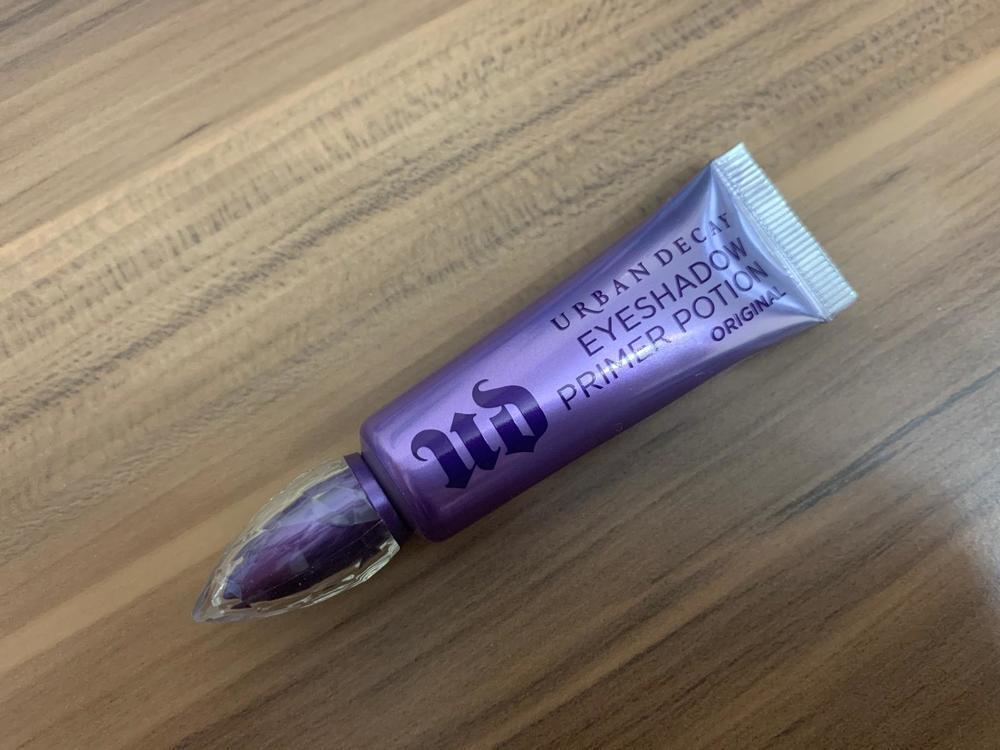 URBAN DECAY
EYESHADOW
PRIMER POTION
ORIGINAL
UD